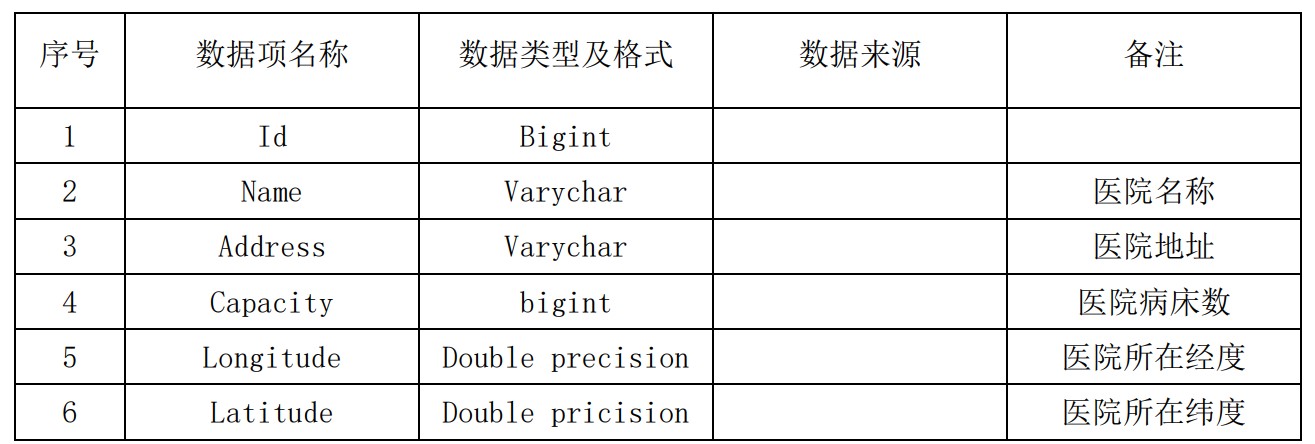 序号 数据项名称 数据类型及格式 数据来源 备注
1 Id Bigint
2 Name Varychar 医院名称
3 Address Varychar 医院地址
4 Capacity bigint 医院病床数
5 Longitude Double precision 医院所在经度
6 Latitude Double pricision 医院所在纬度